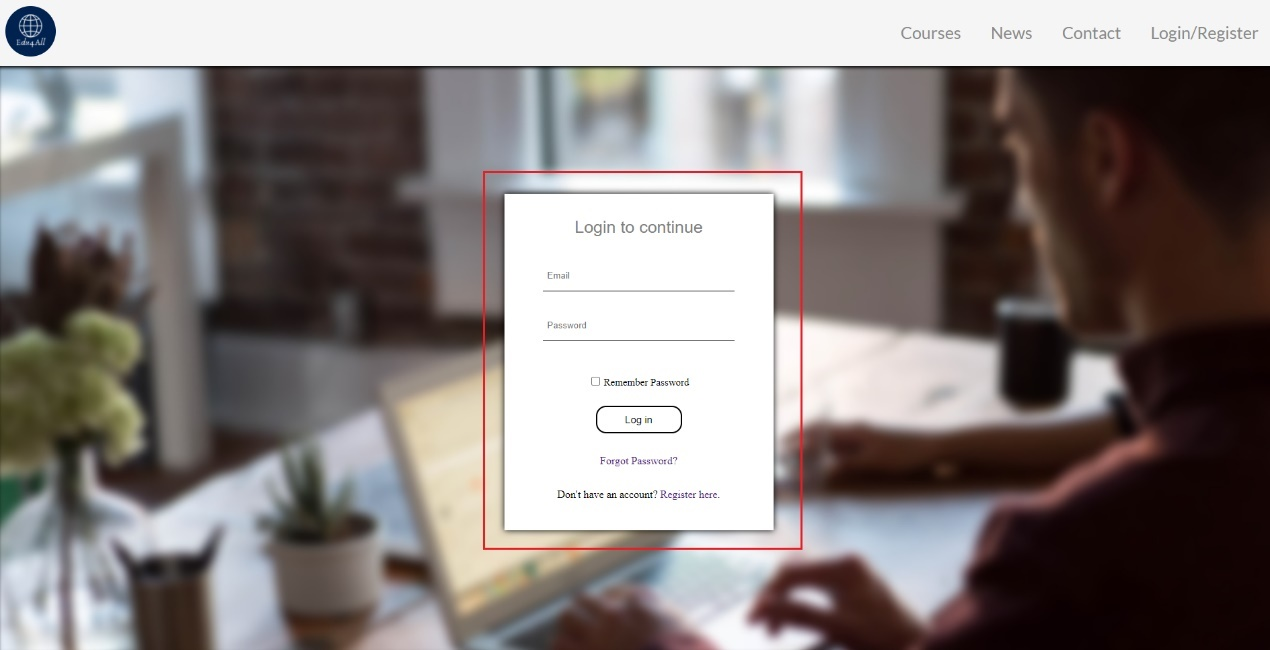 Courses News Contact Login/Register
Login to continue
Email
Password
Remember Password
Log in
Forgot Password?
Don't have an account? Register here.